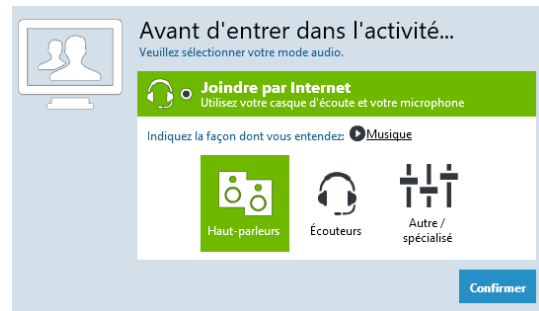 Avant d'entrer dans l'activité...
Veuillez sélectionner votre mode audio.
Joindre par Internet
Utilisez votre casque d'écoute et votre microphone
Indiquez la façon dont vous entendez: Musique
Haut-parleurs
Écouteurs
Autre /
spécialisé
Confirmer